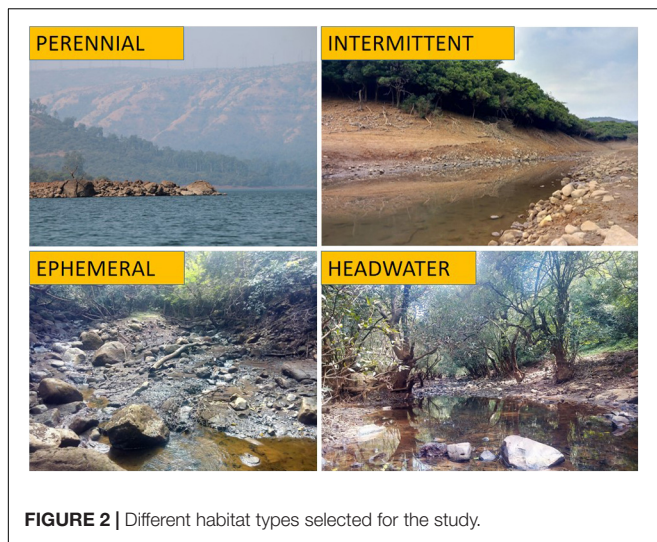 PERENNIAL
INTERMITTENT
EPHEMERAL
HEADWATER
FIGURE 2 | Different habitat types selected for the study.